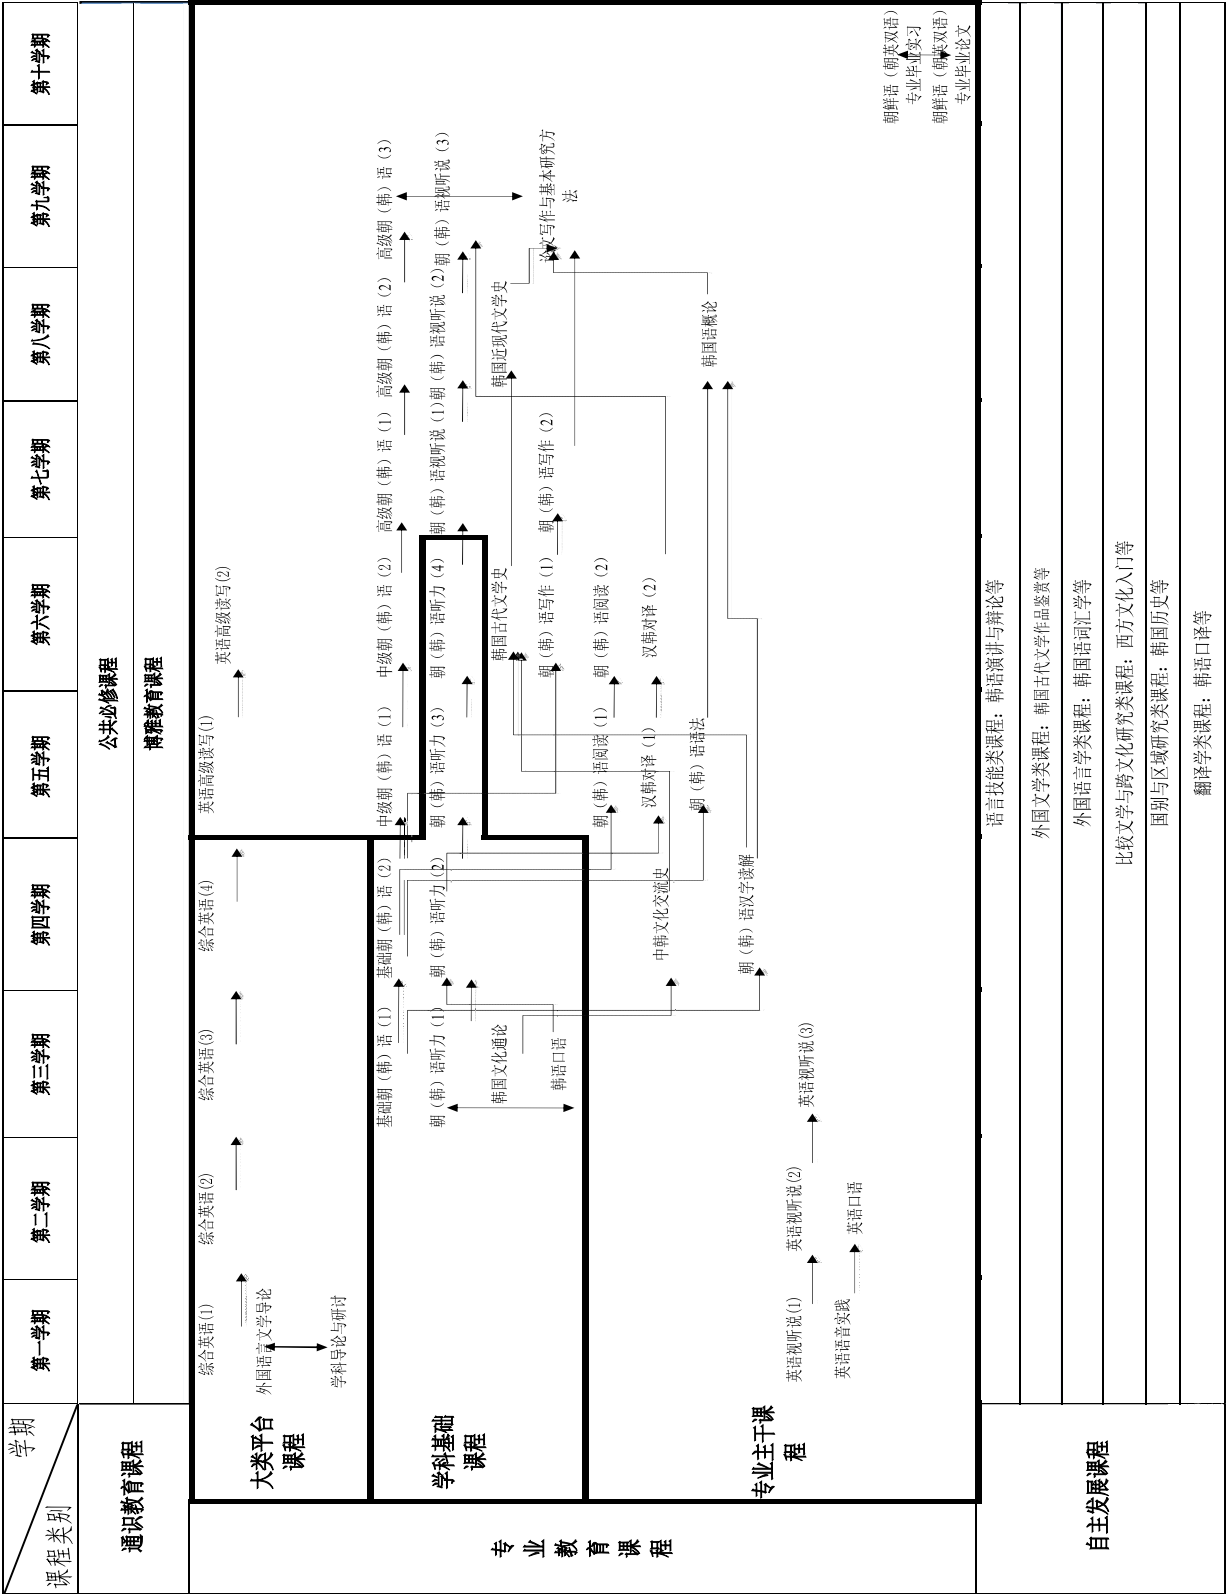 课程类别
学期
第一学期
第二学期
第三学期
第四学期
第五学期
第六学期
第七学期
第八学期
第九学期
第十学期
通识教育课程
公共必修课程
博雅教育课程
专业教育课程
大类平台
课程
综合英语(1)
综合英语(2)
综合英语(3)
综合英语(4)
英语高级读写(1)
英语高级读写(2)
外国语言文学导论
学科导论与研讨
学科基础
课程
基础朝（韩）语（1）
基础朝（韩）语（2）
中级朝（韩）语（1）
中级朝（韩）语（2）
高级朝（韩）语（1）
高级朝（韩）语（2）
高级朝（韩）语（3）
朝（韩）语听力（1）
朝（韩）语听力（2）
朝（韩）语听力（3）
朝（韩）语听力（4）
朝（韩）语视听说（1）
朝（韩）语视听说（2）
朝（韩）语视听说（3）
韩国文化通论
韩国古代文学史
韩国近现代文学史
韩语口语
朝（韩）语写作（1）
朝（韩）语写作（2）
论文写作与基本研究方
法
专业主干课
程
朝（韩）语阅读（1）
朝（韩）语阅读（2）
中韩文化交流史
汉韩对译（1）
汉韩对译（2）
朝（韩）语语法
韩国语概论
朝（韩）语汉字读解
英语视听说(1)
英语视听说(2)
英语视听说(3)
英语语音实践
英语口语
朝鲜语（朝英双语）
专业毕业实习
朝鲜语（朝英双语）
专业毕业论文
自主发展课程
语言技能类课程：韩语演讲与辩论等
外国文学类课程：韩国古代文学作品鉴赏等
外国语言学类课程：韩国语词汇学等
比较文学与跨文化研究类课程：西方文化入门等
国别与区域研究类课程：韩国历史等
翻译学类课程：韩语口译等